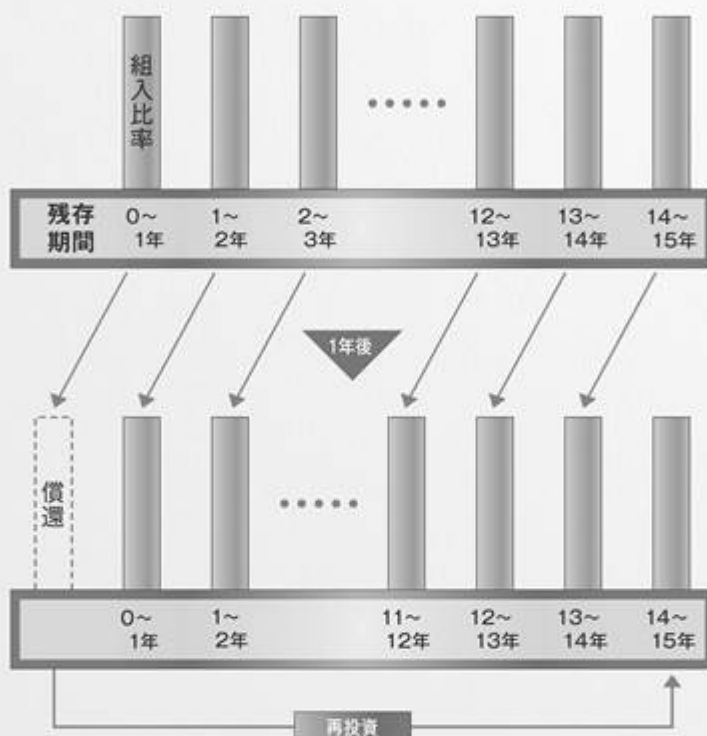 組入比率
残存期間
0〜1年
1〜2年
2〜3年
12〜13年
13〜14年
14〜15年
1年後
償還
0〜1年
1〜2年
11〜12年
12〜13年
13〜14年
14〜15年
再投資